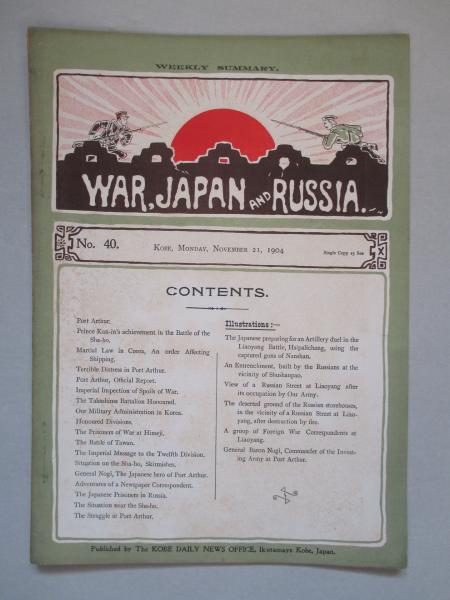 WEEKLY SUMMARY.
WAR, JAPAN AND RUSSIA.
No. 40.
KOBE, MONDAY, NOVEMBER 21, 1904
Single Copy 25 Sen
CONTENTS.
Port Arthur.
Prince Kun-in's achievement in the Battle of the
Sha-ho.
Martial Law in Corea, An order Affecting
Shipping.
Terrible Distress in Port Arthur.
Port Arthur, Official Report.
Imperial Inspection of Spoils of War.
The Takashima Battalion Honoured.
Our Military Administration in Korea.
Honoured Divisions.
The Prisoners of War at Himeji.
The Battle of Tawan.
The Imperial Message to the Twelfth Division.
Situation on the Sha-ho, Skirmishes.
General Nogi, The Japanese hero of Port Arthur.
Adventures of a Newspaper Correspondent.
The Japanese Prisoners in Russia.
The Situation near the Sha-ho.
The Struggle at Port Arthur.
Illustrations:—
The Japanese preparing for an Artillery duel in the
Liaoyang Battle, Hsipalichang, using the
captured guns of Nanshan.
An Entrenchment, built by the Russians at the
vicinity of Shushanpao.
View of a Russian Street at Liaoyang after
its occupation by Our Army.
The deserted ground of the Russian storehouses,
in the vicinity of a Russian Street at Liao-
yang, after destruction by fire.
A group of Foreign War Correspondents at
Liaoyang.
General Baron Nogi, Commander of the Invest-
ing Army at Port Arthur.
Published by The KOBE DAILY NEWS OFFICE, Ikutamaye Kobe, Japan.